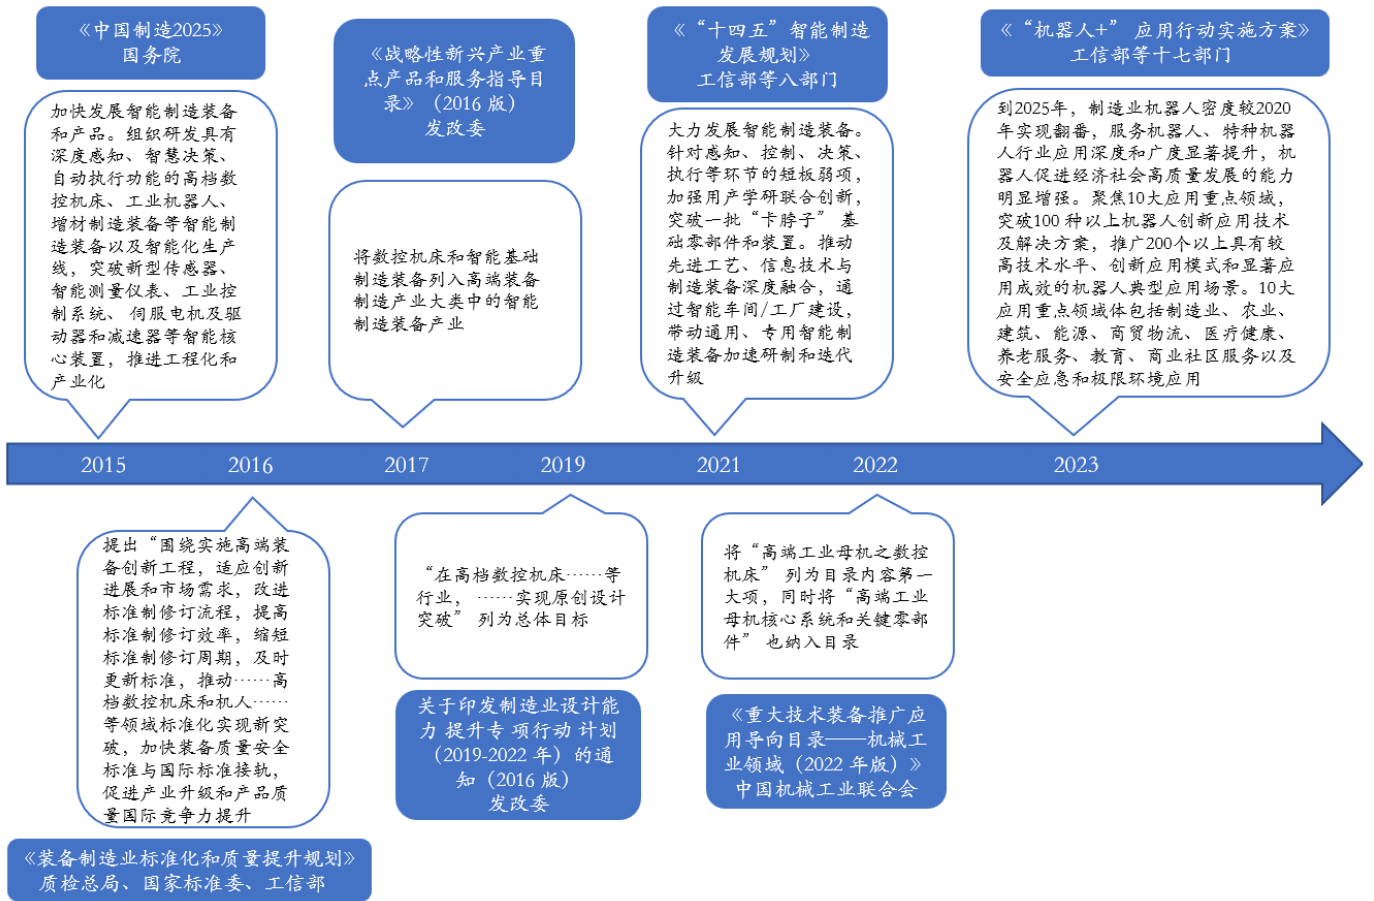 《中国制造2025》
国务院
加快发展智能制造装备
和产品。组织研发具有
深度感知、智慧决策、
自动执行功能的高档数
控机床、工业机器人、
增材制造装备等智能制
造装备以及智能化生产
线，突破新型传感器、
智能测量仪表、工业控
制系统、伺服电机及驱
动器和减速器等智能核
心装置，推进工程化和
产业化
《战略性新兴产业重
点产品和服务指导目
录》（2016 版）
发改委
将数控机床和智能基础
制造装备列入高端装备
制造产业大类中的智能
制造装备产业
《“十四五”智能制造
发展规划》
工信部等八部门
大力发展智能制造装备。
针对感知、控制、决策、
执行等环节的短板弱项，
加强用产学研联合创新，
突破一批“卡脖子” 基
础零部件和装置。推动
先进工艺、信息技术与
制造装备深度融合，通
过智能车间/工厂建设，
带动通用、专用智能制
造装备加速研制和迭代
升级
《“机器人+” 应用行动实施方案》
工信部等十七部门
到2025年，制造业机器人密度较2020
年实现翻番，服务机器人、特种机器
人行业应用深度和广度显著提升，机
器人促进经济社会高质量发展的能力
明显增强。聚焦10大应用重点领域，
突破100 种以上机器人创新应用技术
及解决方案，推广200个以上具有较
高技术水平、创新应用模式和显著应
用成效的机器人典型应用场景。10大
应用重点领域体包括制造业、农业、
建筑、能源、商贸物流、医疗健康、
养老服务、教育、商业社区服务以及
安全应急和极限环境应用
2015 2016 2017 2019 2021 2022 2023
提出“围绕实施高端装
备创新工程，适应创新
进展和市场需求，改进
标准制修订流程，提高
标准制修订效率，缩短
标准制修订周期，及时
更新标准，推动……高
档数控机床和机人……
等领域标准化实现新突
破，加快装备质量安全
标准与国际标准接轨，
促进产业升级和产品质
量国际竞争力提升
《装备制造业标准化和质量提升规划》
质检总局、国家标准委、工信部
“在高档数控机床……等
行业， ……实现原创设计
突破” 列为总体目标
关于印发制造业设计能
力 提升专 项行动 计划
（2019-2022 年）的通
知（2016 版）
发改委
将“高端工业母机之数控
机床” 列为目录内容第一
大项，同时将“高端工业
母机核心系统和关键零部
件” 也纳入目录
《重大技术装备推广应
用导向目录——机械工
业领域（2022 年版）》
中国机械工业联合会